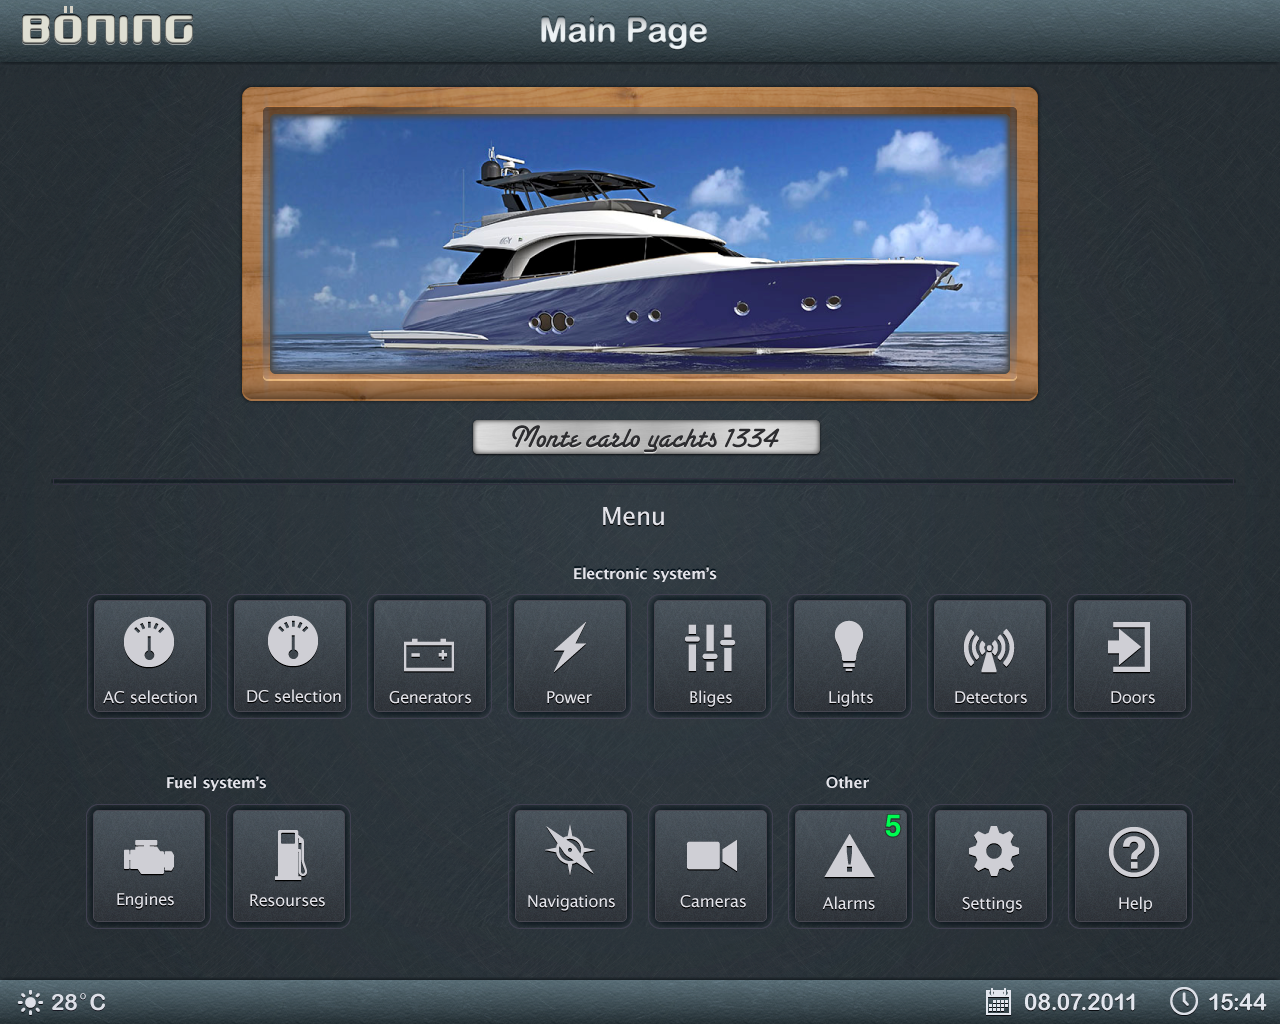 BÖNING
Main Page
Monte carlo yachts 1334
Menu
Electronic system's
AC selection
DC selection
Generators
Power
Bliges
Lights
Detectors
Doors
Fuel system's
Other
Engines
Resourses
Navigations
Cameras
5
Alarms
Settings
Help
28°C
08.07.2011
15:44